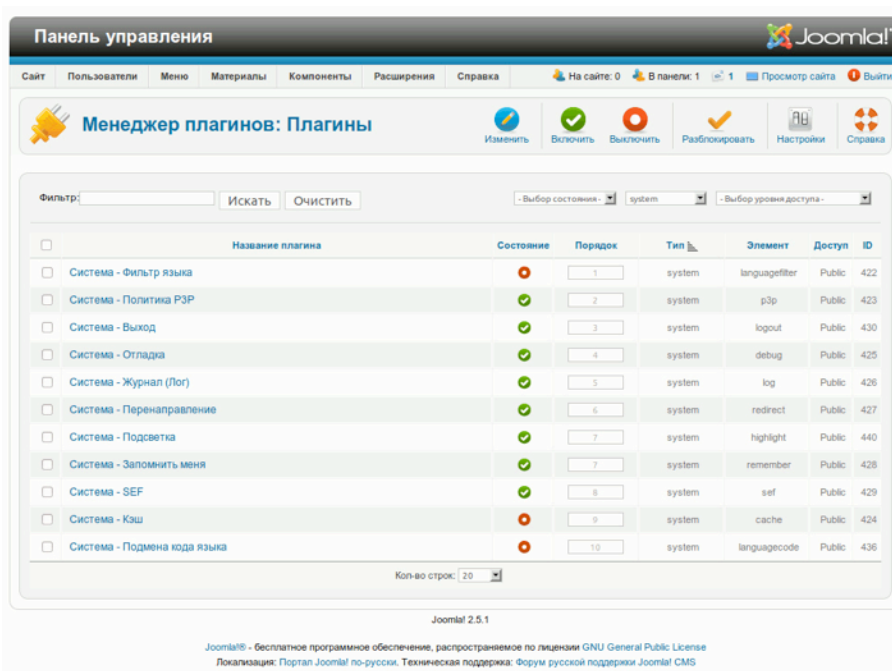 Панель управления
Joomla!
Сайт Пользователи Меню Материалы Компоненты Расширения Справка На сайте: 0 В панели: 1 1 Просмотр сайта Выйти
Менеджер плагинов: Плагины
Изменить Включить Выключить Разблокировать Настройки Справка
Фильтр: Искать Очистить - Выбор состояния - system - Выбор уровня доступа -
Название плагина Состояние Порядок Тип Элемент Доступ ID
Система - Фильтр языка 1 system languagefilter Public 422
Система - Политика P3P 2 system p3p Public 423
Система - Выход 3 system logout Public 430
Система - Отладка 4 system debug Public 425
Система - Журнал (Лог) 5 system log Public 426
Система - Перенаправление 6 system redirect Public 427
Система - Подсветка 7 system highlight Public 440
Система - Запомнить меня 7 system remember Public 428
Система - SEF 8 system sef Public 429
Система - Кэш 9 system cache Public 424
Система - Подмена кода языка 10 system languagecode Public 436
Кол-во строк: 20
Joomla! 2.5.1
Joomla!® - бесплатное программное обеспечение, распространяемое по лицензии GNU General Public License
Локализация: Портал Joomla! по-русски. Техническая поддержка: Форум русской поддержки Joomla! CMS